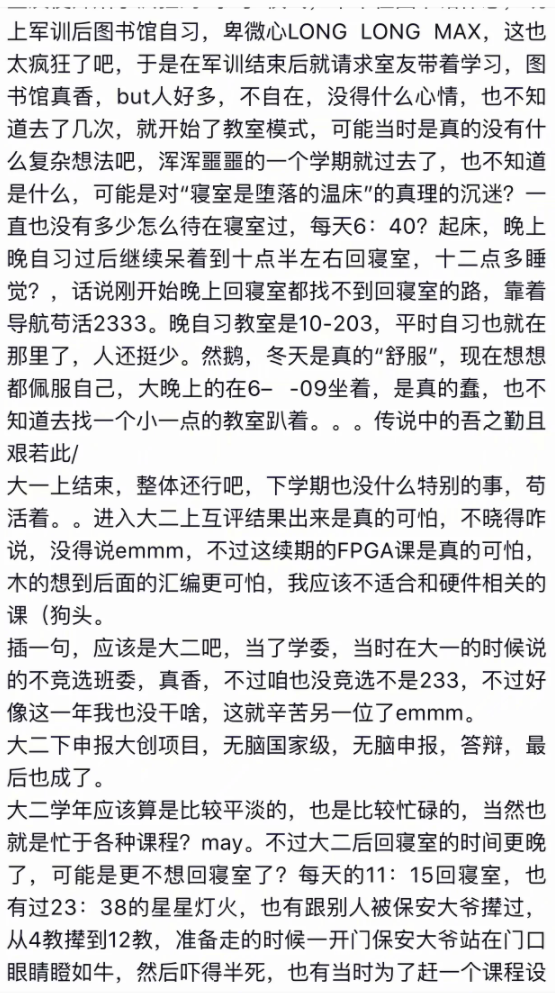 上军训后图书馆自习，卑微心LONG LONG MAX，这也
太疯狂了吧，于是在军训结束后就请求室友带着学习，图
书馆真香，but人好多，不自在，没得什么心情，也不知
道去了几次，就开始了教室模式，可能当时是真的没有什
么复杂想法吧，浑浑噩噩的一个学期就过去了，也不知道
是什么，可能是对“寝室是堕落的温床”的真理的沉迷？一
直也没有多少怎么待在寝室过，每天6：40？起床，晚上
晚自习过后继续呆着到十点半左右回寝室，十二点多睡
觉？，话说刚开始晚上回寝室都找不到回寝室的路，靠着
导航苟活2333。晚自习教室是10-203，平时自习也就在
那里了，人还挺少。然鹅，冬天是真的“舒服”，现在想想
都佩服自己，大晚上的在6– -09坐着，是真的蠢，也不
知道去找一个小一点的教室趴着。。。传说中的吾之勤且
艰若此/
大一上结束，整体还行吧，下学期也没什么特别的事，苟
活着。。进入大二上互评结果出来是真的可怕，不晓得咋
说，没得说emmm，不过这续期的FPGA课是真的可怕，
木的想到后面的汇编更可怕，我应该不适合和硬件相关的
课（狗头。
插一句，应该是大二吧，当了学委，当时在大一的时候说
的不竞选班委，真香，不过咱也没竞选不是233，不过好
像这一年我也没干啥，这就辛苦另一位了emmm。
大二下申报大创项目，无脑国家级，无脑申报，答辩，最
后也成了。
大二学年应该算是比较平淡的，也是比较忙碌的，当然也
就是忙于各种课程？may。不过大二后回寝室的时间更晚
了，可能是更不想回寝室了？每天的11：15回寝室，也
有过23：38的星星灯火，也有跟别人被保安大爷撵过，
从4教撵到12教，准备走的时候一开门保安大爷站在门口
眼睛瞪如牛，然后吓得半死，也有当时为了赶一个课程设